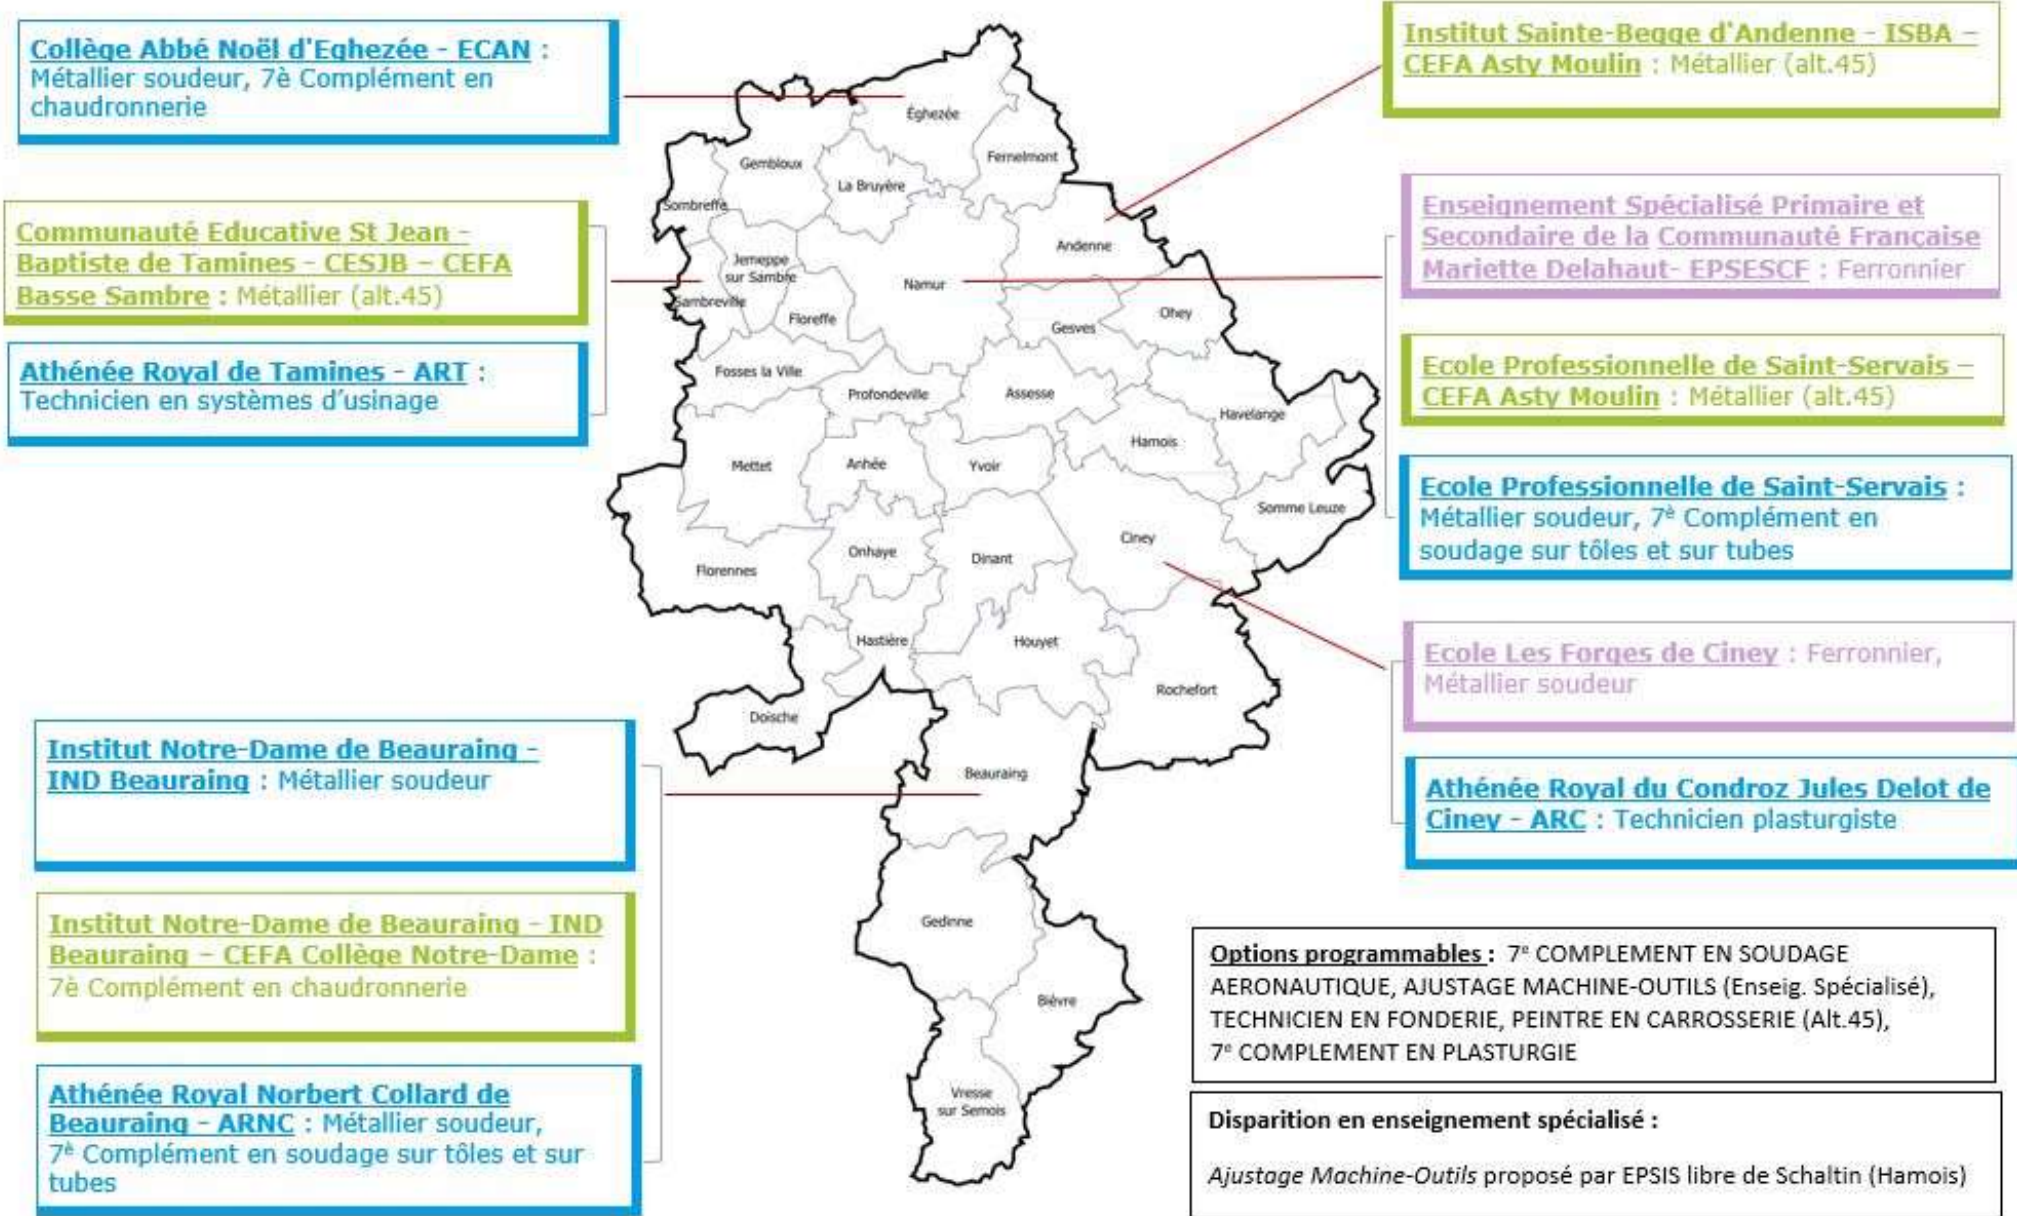 Collège Abbé Noël d'Eghezée - ECAN :
Métallier soudeur, 7è Complément en
chaudronnerie
Communauté Educative St Jean -
Baptiste de Tamines - CESJB – CEFA
Basse Sambre : Métallier (alt.45)
Athénée Royal de Tamines - ART :
Technicien en systèmes d'usinage
Institut Notre-Dame de Beauraing -
IND Beauraing : Métallier soudeur
Institut Notre-Dame de Beauraing - IND
Beauraing – CEFA Collège Notre-Dame :
7è Complément en chaudronnerie
Athénée Royal Norbert Collard de
Beauraing - ARNC : Métallier soudeur,
7è Complément en soudage sur tôles et sur
tubes
Éghezée
Gembloux
Fernelmont
La Bruyère
Sombreffe
Andenne
Jemeppe
sur Sambre
Namur
Sambreville
Floreffe
Ohey
Gesves
Fosses la Ville
Profondeville
Assesse
Havelange
Hamois
Mettet
Anhée
Yvoir
Somme Leuze
Ciney
Onhaye
Dinant
Florennes
Hastière
Houyet
Rochefort
Doische
Beauraing
Gedinne
Bièvre
Vresse
sur Semois
Institut Sainte-Begge d'Andenne - ISBA –
CEFA Asty Moulin : Métallier (alt.45)
Enseignement Spécialisé Primaire et
Secondaire de la Communauté Française
Mariette Delahaut- EPSESCF : Ferronnier
Ecole Professionnelle de Saint-Servais –
CEFA Asty Moulin : Métallier (alt.45)
Ecole Professionnelle de Saint-Servais :
Métallier soudeur, 7è Complément en
soudage sur tôles et sur tubes
Ecole Les Forges de Ciney : Ferronnier,
Métallier soudeur
Athénée Royal du Condroz Jules Delot de
Ciney - ARC : Technicien plasturgiste
Options programmables : 7e COMPLEMENT EN SOUDAGE
AERONAUTIQUE, AJUSTAGE MACHINE-OUTILS (Enseig. Spécialisé),
TECHNICIEN EN FONDERIE, PEINTRE EN CARROSSERIE (Alt.45),
7e COMPLEMENT EN PLASTURGIE
Disparition en enseignement spécialisé :
Ajustage Machine-Outils proposé par EPSIS libre de Schaltin (Hamois)